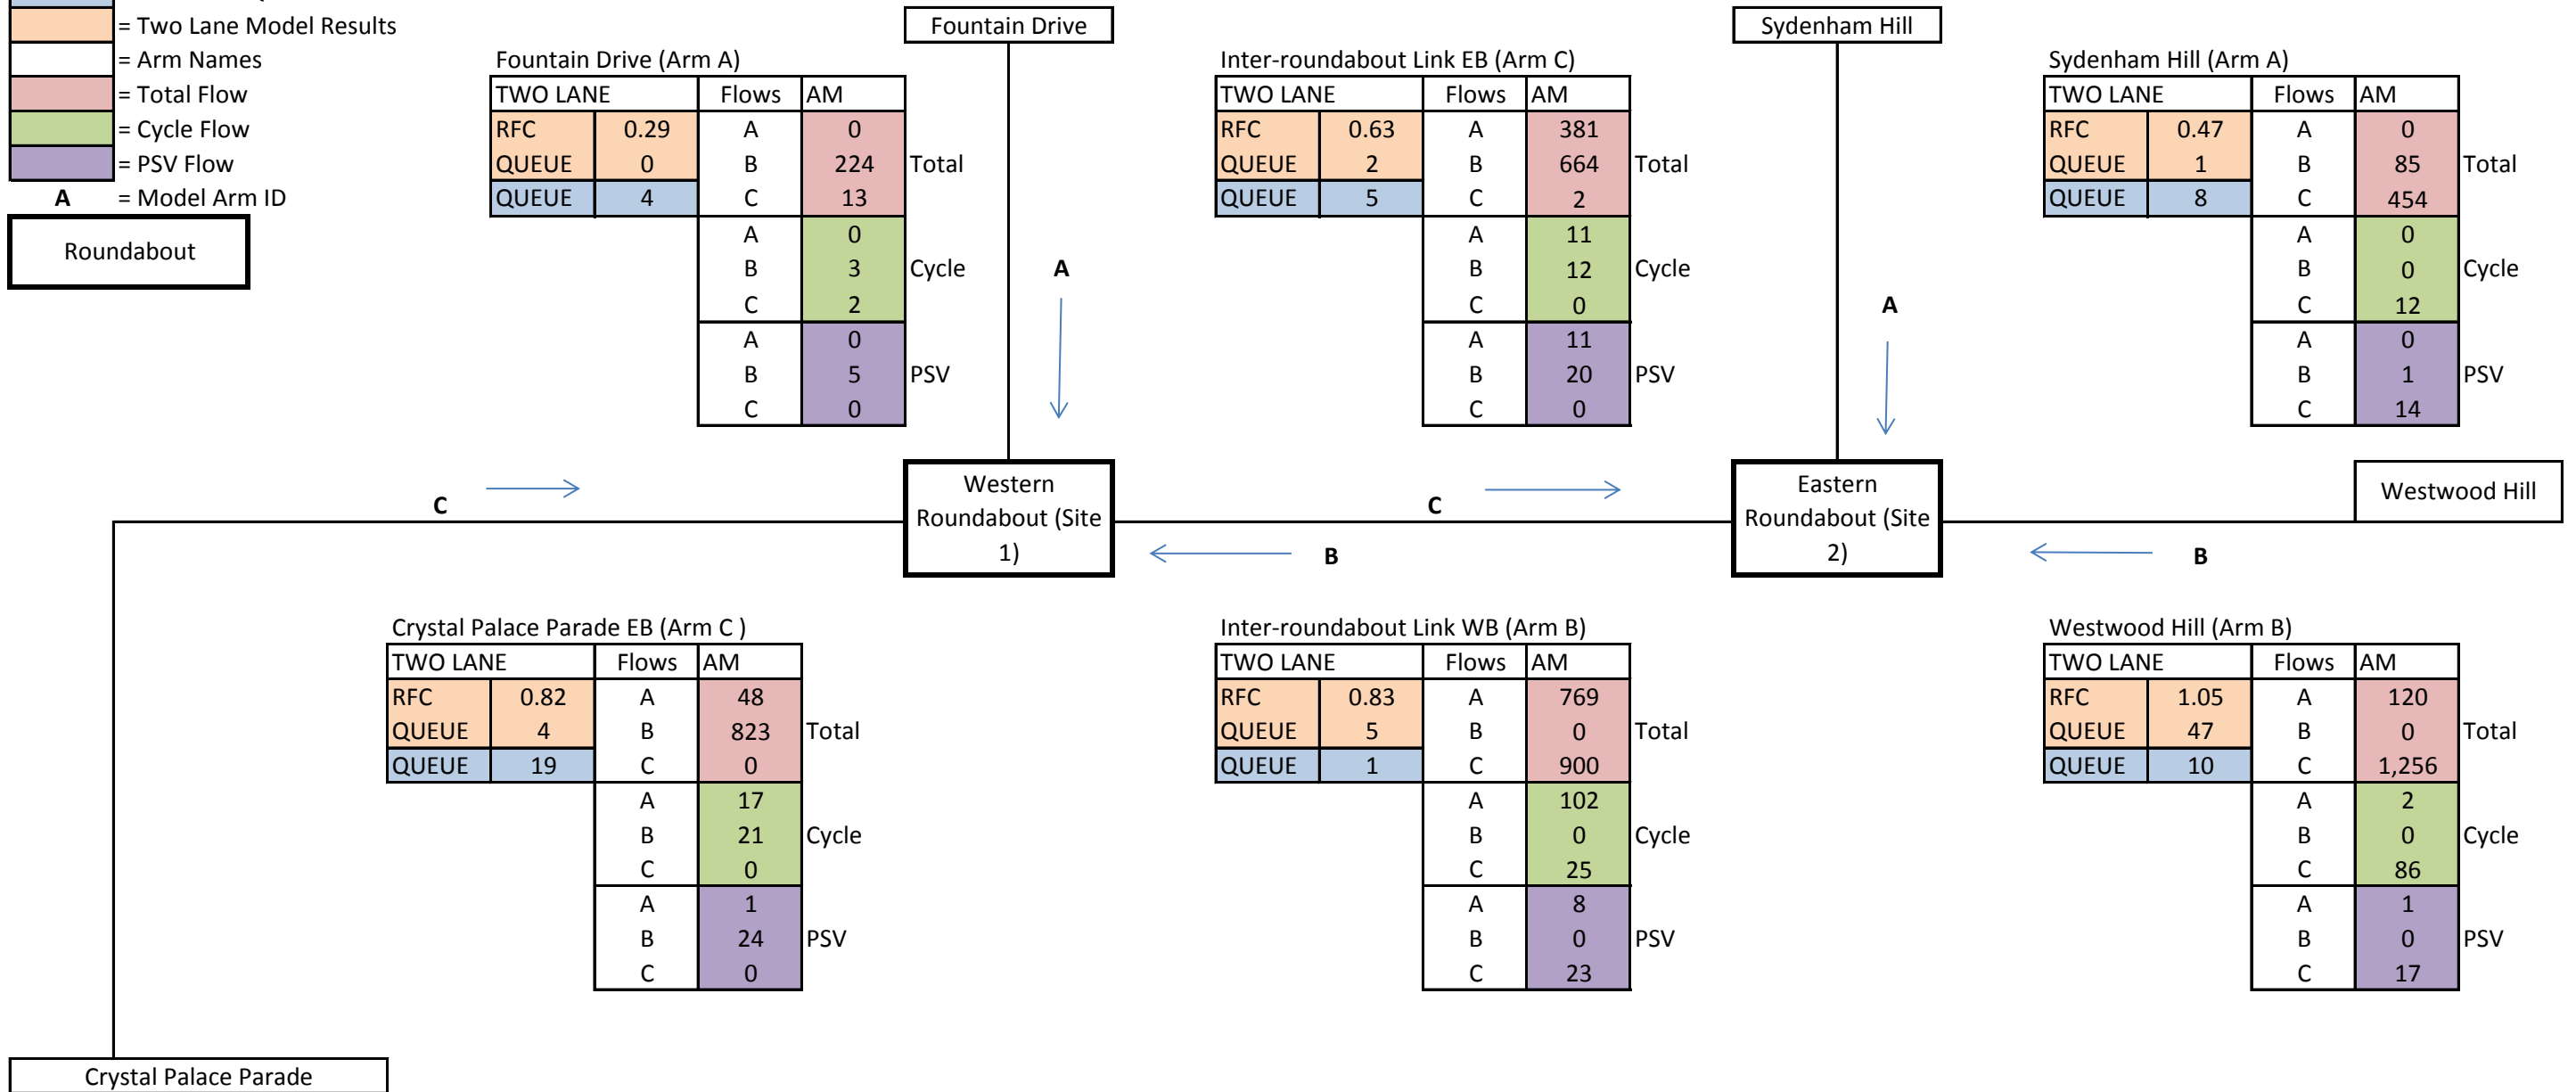 = Two Lane Model Results
= Arm Names
= Total Flow
= Cycle Flow
= PSV Flow
A = Model Arm ID
Roundabout
Fountain Drive
Sydenham Hill
Fountain Drive (Arm A)
TWO LANE Flows AM
RFC 0.29 A 0
QUEUE 0 B 224 Total
QUEUE 4 C 13
A 0
B 3 Cycle
C 2
A 0
B 5 PSV
C 0
Inter-roundabout Link EB (Arm C)
TWO LANE Flows AM
RFC 0.63 A 381
QUEUE 2 B 664 Total
QUEUE 5 C 2
A 11
B 12 Cycle
C 0
A 11
B 20 PSV
C 0
Sydenham Hill (Arm A)
TWO LANE Flows AM
RFC 0.47 A 0
QUEUE 1 B 85 Total
QUEUE 8 C 454
A 0
B 0 Cycle
C 12
A 0
B 1 PSV
C 14
A
A
C
Western
Roundabout (Site
1)
C
B
Eastern
Roundabout (Site
2)
Westwood Hill
B
Crystal Palace Parade EB (Arm C )
TWO LANE Flows AM
RFC 0.82 A 48
QUEUE 4 B 823 Total
QUEUE 19 C 0
A 17
B 21 Cycle
C 0
A 1
B 24 PSV
C 0
Inter-roundabout Link WB (Arm B)
TWO LANE Flows AM
RFC 0.83 A 769
QUEUE 5 B 0 Total
QUEUE 1 C 900
A 102
B 0 Cycle
C 25
A 8
B 0 PSV
C 23
Westwood Hill (Arm B)
TWO LANE Flows AM
RFC 1.05 A 120
QUEUE 47 B 0 Total
QUEUE 10 C 1,256
A 2
B 0 Cycle
C 86
A 1
B 0 PSV
C 17
Crystal Palace Parade